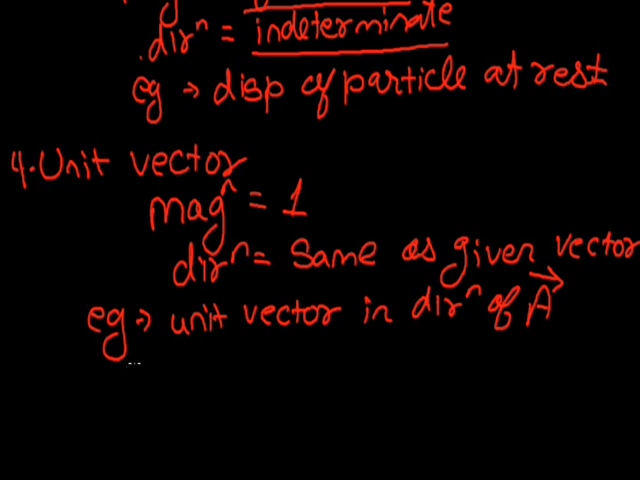 .dirⁿ = indeterminate
eg → disp of particle at rest
4. Unit vector
magⁿ = 1
dirⁿ = Same as given vector
eg → unit vector in dirⁿ of A⃗